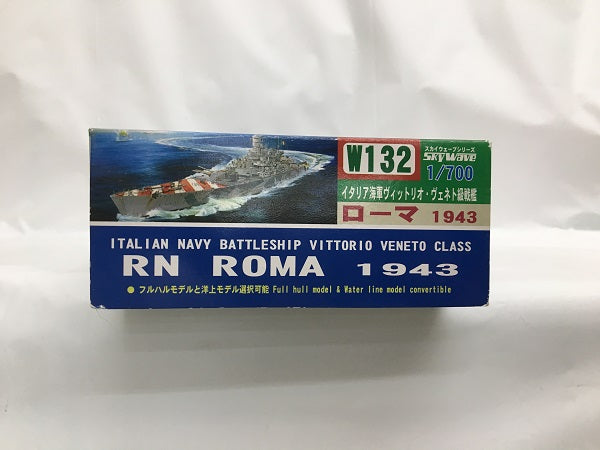 W132
スカイウェーブシリーズ
SKYWAVE
1/700
イタリア海軍ヴィットリオ・ヴェネト級戦艦
ローマ 1943
ITALIAN NAVY BATTLESHIP VITTORIO VENETO CLASS
RN ROMA 1943
● フルハルモデルと洋上モデル選択可能 Full hull model & Water line model convertible